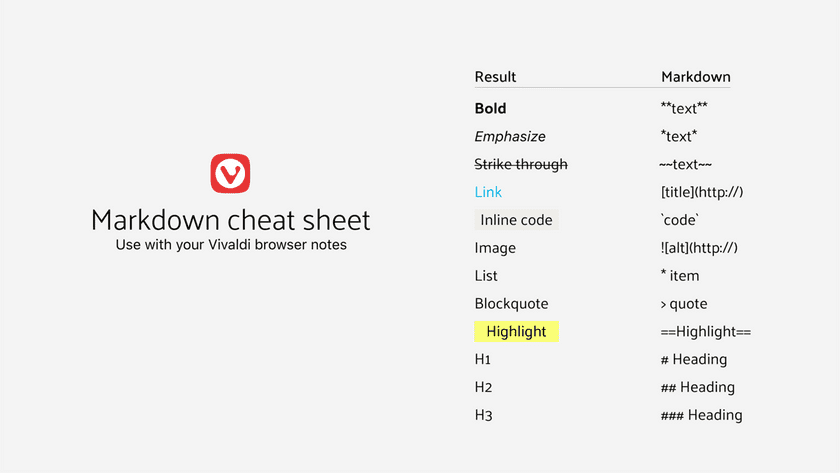 Markdown cheat sheet
Use with your Vivaldi browser notes
Result Markdown
Bold **text**
Emphasize *text*
Strike through ~~text~~
Link [title](http://)
Inline code `code`
Image ![alt](http://)
List * item
Blockquote > quote
Highlight ==Highlight==
H1 # Heading
H2 ## Heading
H3 ### Heading